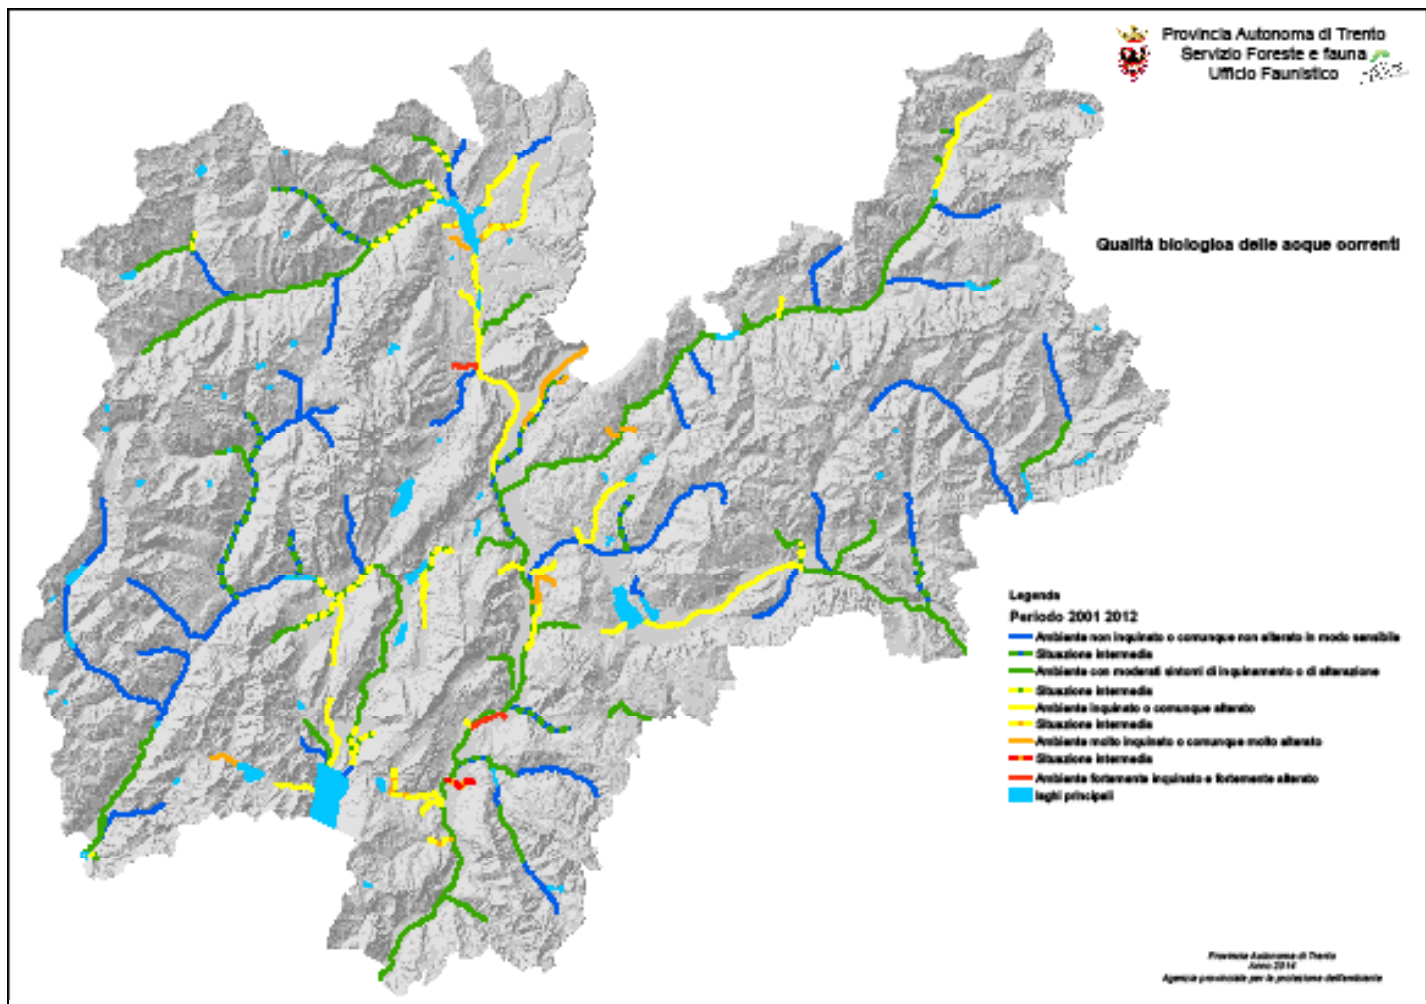 Provincia Autonoma di Trento
Servizio Foreste e fauna
Ufficio Faunistico
Qualità biologica delle acque correnti
Legenda
Periodo 2001 2012
Ambiente non inquinato o comunque non alterato in modo sensibile
Situazione intermedia
Ambiente con moderati sintomi di inquinamento o di alterazione
Situazione intermedia
Ambiente inquinato o comunque alterato
Situazione intermedia
Ambiente molto inquinato o comunque molto alterato
Situazione intermedia
Ambiente fortemente inquinato e fortemente alterato
laghi principali
Provincia Autonoma di Trento
Anno 2014
Agenzia provinciale per la protezione dell'ambiente